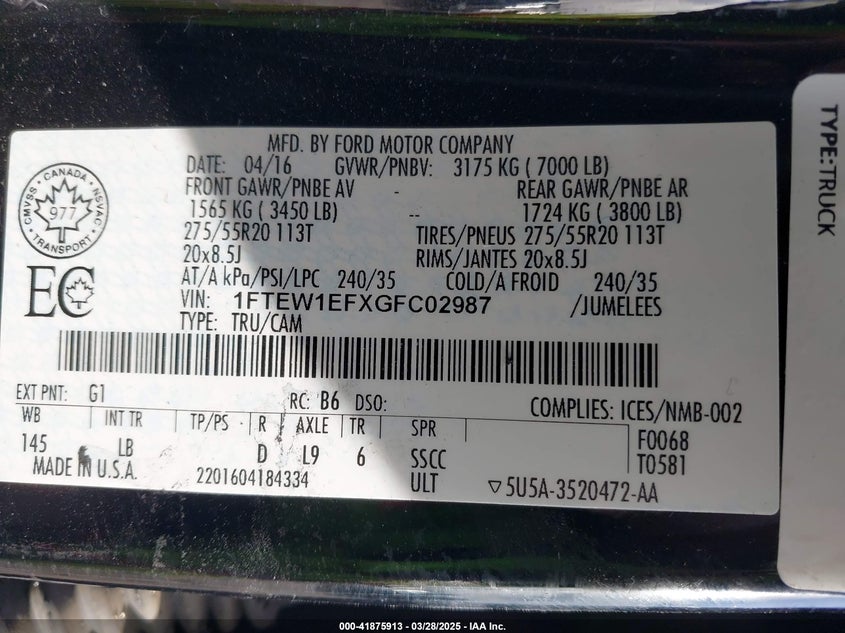 MFD. BY FORD MOTOR COMPANY
DATE: 04/16 GVWR/PNBV: 3175 KG ( 7000 LB)
FRONT GAWR/PNBE AV - REAR GAWR/PNBE AR
1565 KG ( 3450 LB) -- 1724 KG ( 3800 LB)
275/55R20 113T TIRES/PNEUS 275/55R20 113T
20x8.5J RIMS/JANTES 20x8.5J
AT/A kPa/PSI/LPC 240/35 COLD/A FROID 240/35
VIN: 1FTEW1EFXGFC02987 /JUMELEES
TYPE: TRU/CAM
CANADA
CMVSS · NSVAC
977
TRANSPORT
EC
EXT PNT: G1 RC: B6 DSO: COMPLIES: ICES/NMB-002
WB INT TR TP/PS R AXLE TR SPR F0068
145 LB D L9 6 SSCC T0581
MADE IN U.S.A. 2201604184334 ULT ▽5U5A-3520472-AA
TYPE:TRUCK
000-41875913 - 03/28/2025 - IAA Inc.